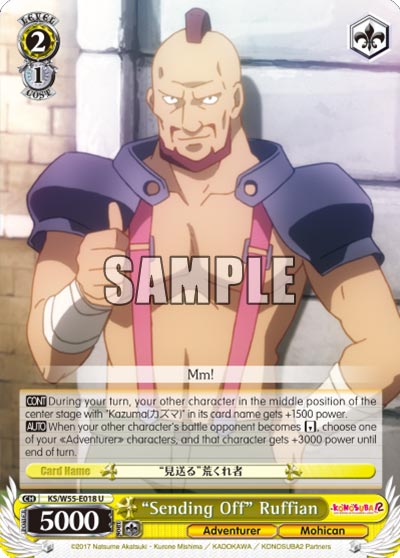 LEVEL
2
1
COST
SAMPLE
Mm!
CONT During your turn, your other character in the middle position of the
center stage with "Kazuma(カズマ)" in its card name gets +1500 power.
AUTO When your other character's battle opponent becomes [▼], choose one
of your «Adventurer» characters, and that character gets +3000 power until
end of turn.
Card Name
“見送る”荒くれ者
CH KS/W55-E018 U
POWER
5000
SOUL
“Sending Off” Ruffian
KONOSUBA2
Adventurer
Mohican
©2017 Natsume Akatsuki・Kurone Mishima / KADOKAWA / KONOSUBA2 Partners